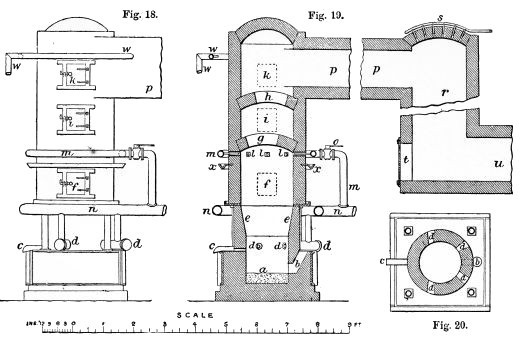 Fig. 18.
Fig. 19.
s
w
w
w
w
k
p
k
p
p
h
r
i
i
g
m
l
l
l
m
o
x
x
t
u
f
f
m
n
n
n
e
e
c
d
d
c
d
d
b
a
d
d
c
b
d
d
SCALE
INS. 12 9 6 3 0 1 2 3 4 5 6 7 8 9 FT
Fig. 20.